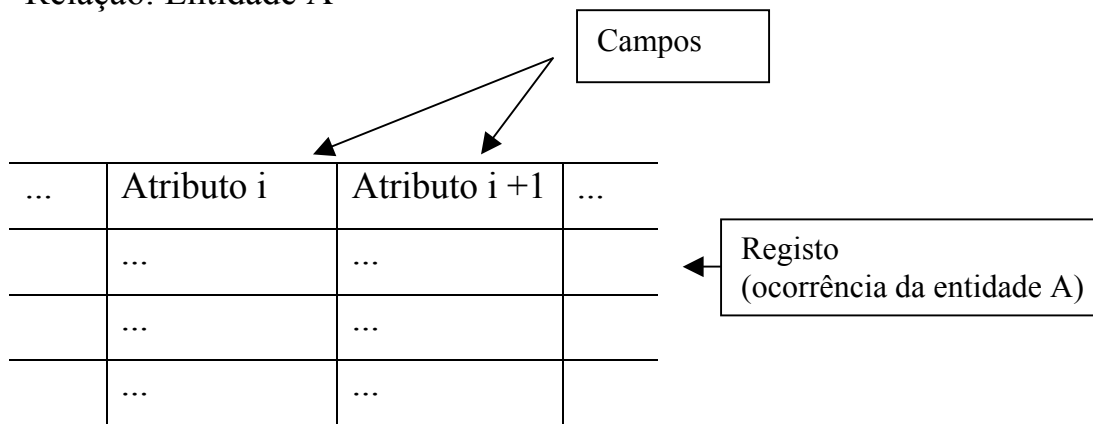 Relação: Entidade A
Campos
... Atributo i Atributo i +1 ...
... ...
Registo
(ocorrência da entidade A)
... ...
... ...